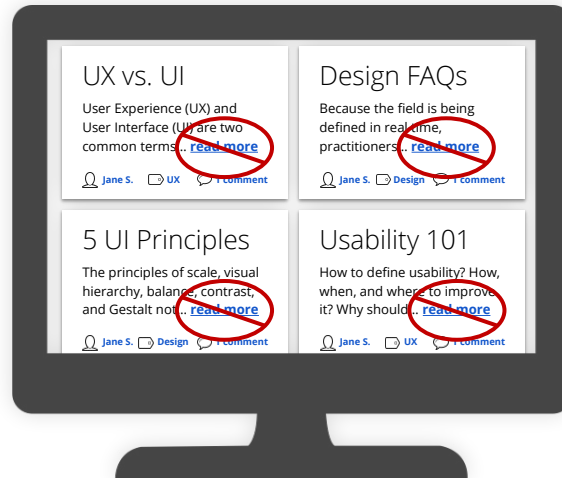 UX vs. UI
User Experience (UX) and
User Interface (UI) are two
common terms... read more
Jane S. UX 1 comment
Design FAQs
Because the field is being
defined in real time,
practitioners... read more
Jane S. Design 1 comment
5 UI Principles
The principles of scale, visual
hierarchy, balance, contrast,
and Gestalt not... read more
Jane S. Design 1 comment
Usability 101
How to define usability? How,
when, and where to improve
it? Why should... read more
Jane S. UX 1 comment